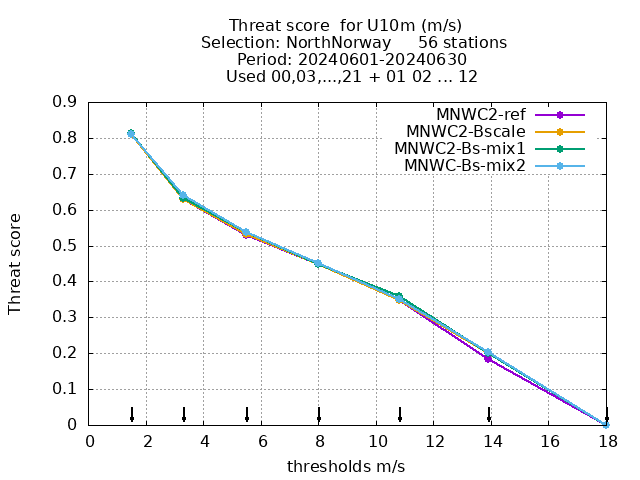 Threat score  for U10m (m/s)
Selection: NorthNorway     56 stations
Period: 20240601-20240630
Used 00,03,...,21 + 01 02 ... 12
MNWC2-ref
MNWC2-Bscale
MNWC2-Bs-mix1
MNWC-Bs-mix2
Threat score
0.9
0.8
0.7
0.6
0.5
0.4
0.3
0.2
0.1
0
0 2 4 6 8 10 12 14 16 18
thresholds m/s